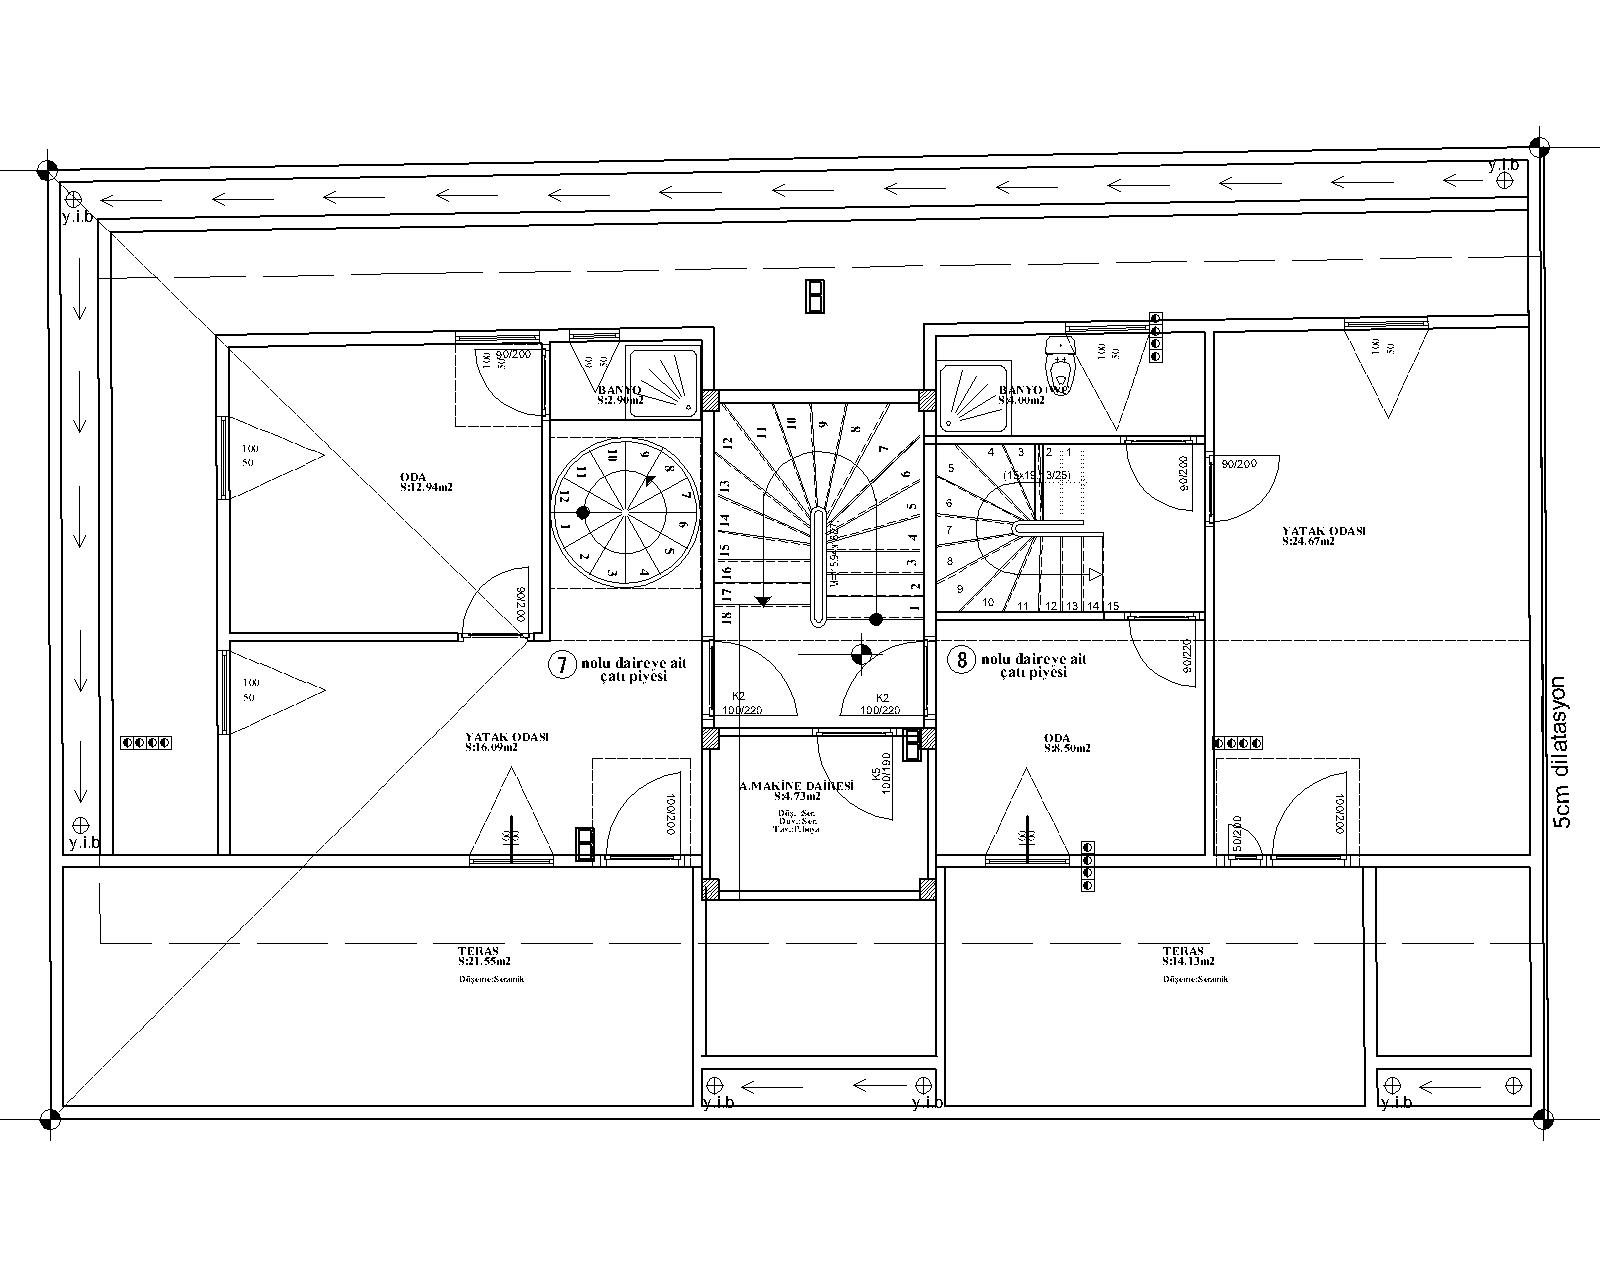 y.i.b
y.i.b
90/200
100
50
60
50
100
50
100
50
BANYO
S:2.90m2
BANYO+WC
S:4.00m2
100
50
ODA
S:12.94m2
1
2
3
4
5
6
7
8
9
10
11
12
1
2
3
4
5
6
7
8
9
10
11
12
13
14
15
16
17
18
1
2
3
4
5
6
7
8
9
10
11
12
13
14
15
90/200
90/200
YATAK ODASI
S:24.67m2
90/200
7 nolu daireye ait
çatı piyesi
8 nolu daireye ait
çatı piyesi
90/220
100
50
K2
100/220
K2
100/220
YATAK ODASI
S:16.09m2
ODA
S:8.50m2
5cm dilatasyon
A.MAKİNE DAİRESİ
S:4.73m2
Döş. :Ser.
Duv.:Ser.
Tav.:P.boya
K5
100/190
100/200
50/200
100/200
y.i.b
TERAS
S:21.55m2
Döşeme:Seramik
TERAS
S:14.13m2
Döşeme:Seramik
y.i.b
y.i.b
y.i.b